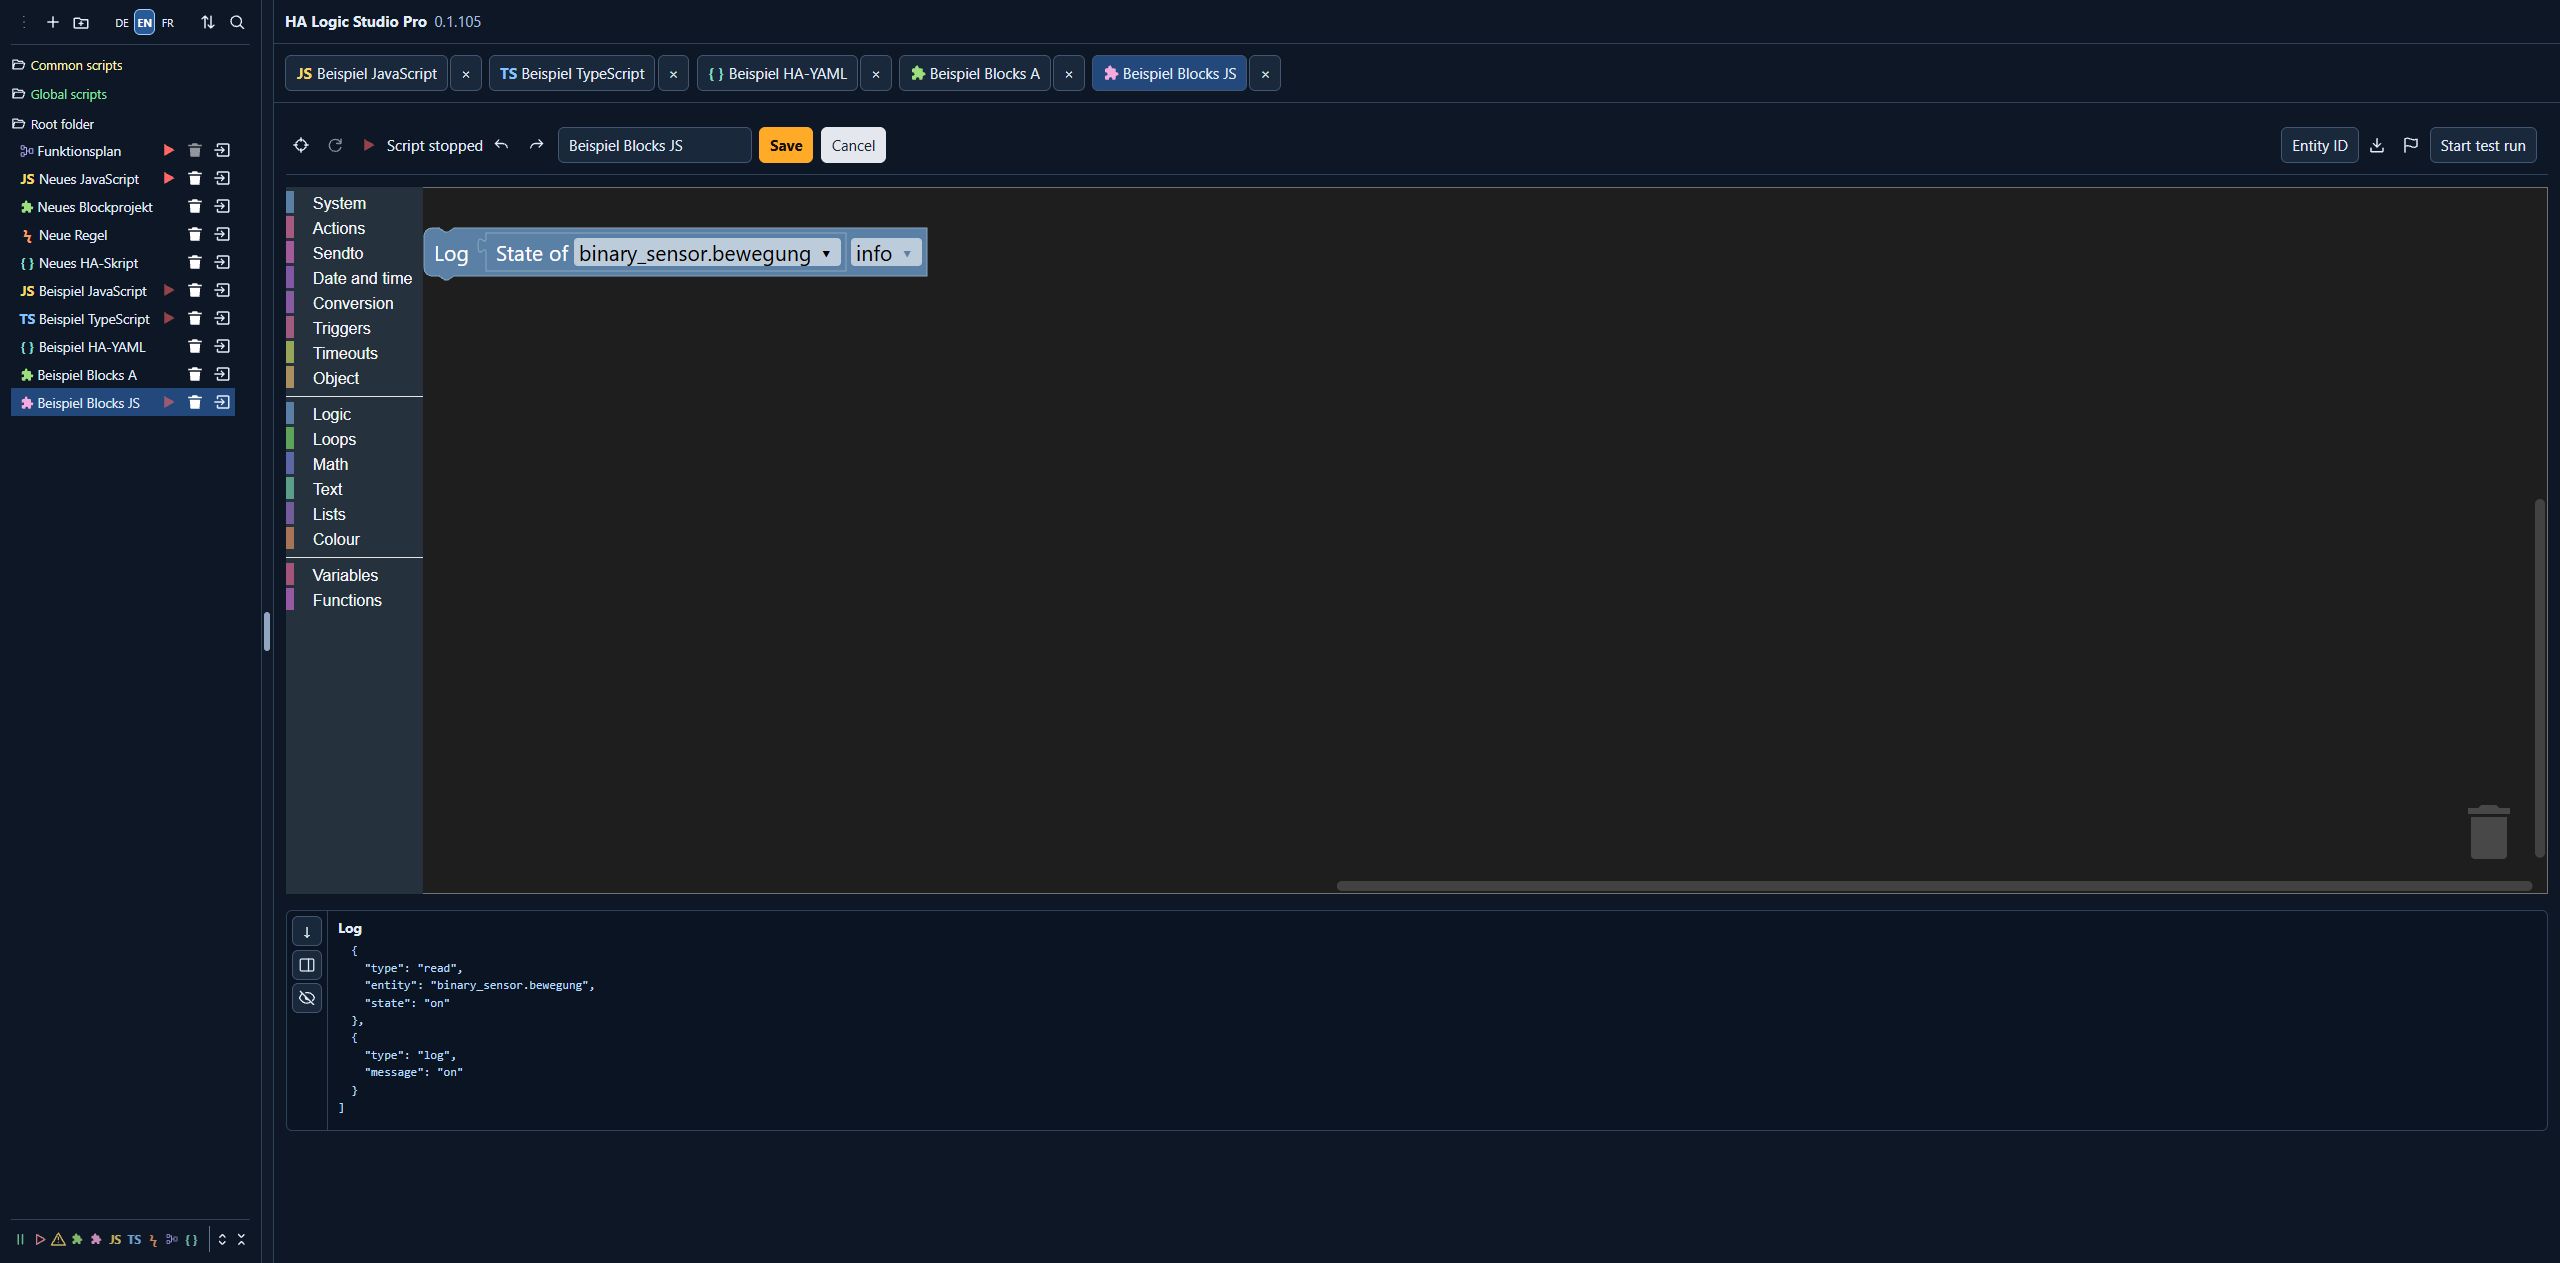 DE EN FR
HA Logic Studio Pro 0.1.105
Common scripts
Global scripts
Root folder
Funktionsplan
JS Neues JavaScript
Neues Blockprojekt
Neue Regel
{ } Neues HA-Skript
JS Beispiel JavaScript
TS Beispiel TypeScript
{ } Beispiel HA-YAML
Beispiel Blocks A
Beispiel Blocks JS
JS TS { }
JS Beispiel JavaScript × TS Beispiel TypeScript × { } Beispiel HA-YAML × Beispiel Blocks A × Beispiel Blocks JS ×
Script stopped Beispiel Blocks JS Save Cancel Entity ID Start test run
System
Actions
Sendto
Date and time
Conversion
Triggers
Timeouts
Object
Logic
Loops
Math
Text
Lists
Colour
Variables
Functions
Log State of binary_sensor.bewegung info
Log
{
"type": "read",
"entity": "binary_sensor.bewegung",
"state": "on"
},
{
"type": "log",
"message": "on"
}
]